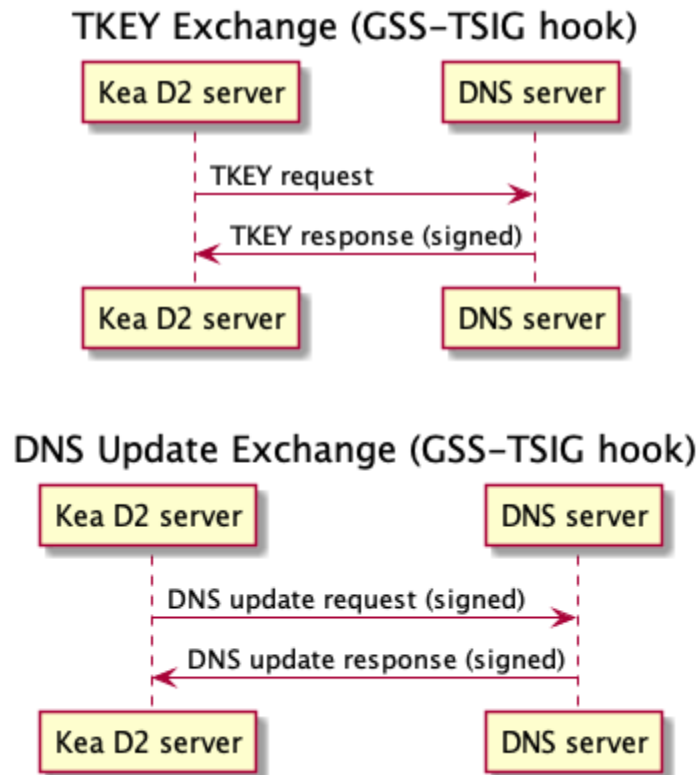 TKEY Exchange (GSS-TSIG hook)
Kea D2 server DNS server
TKEY request
TKEY response (signed)
Kea D2 server DNS server
DNS Update Exchange (GSS-TSIG hook)
Kea D2 server DNS server
DNS update request (signed)
DNS update response (signed)
Kea D2 server DNS server